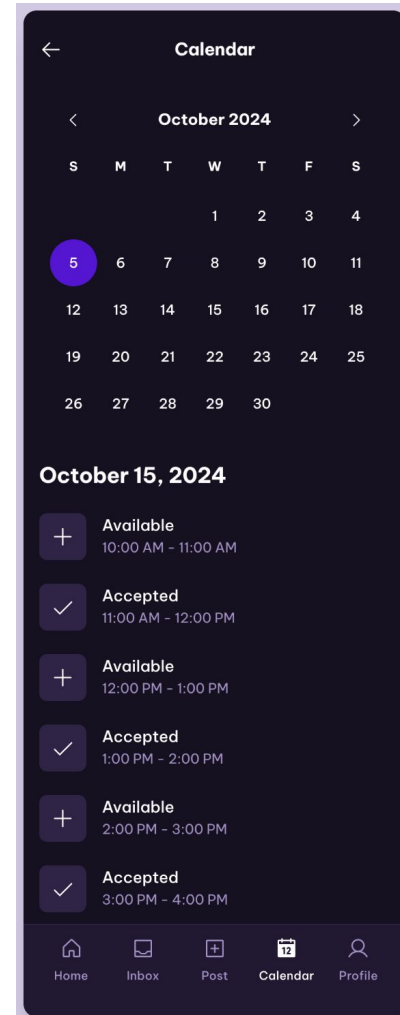 Calendar
October 2024
S M T W T F S
1 2 3 4
5 6 7 8 9 10 11
12 13 14 15 16 17 18
19 20 21 22 23 24 25
26 27 28 29 30
October 15, 2024
Available
10:00 AM - 11:00 AM
Accepted
11:00 AM - 12:00 PM
Available
12:00 PM - 1:00 PM
Accepted
1:00 PM - 2:00 PM
Available
2:00 PM - 3:00 PM
Accepted
3:00 PM - 4:00 PM
12
Home Inbox Post Calendar Profile